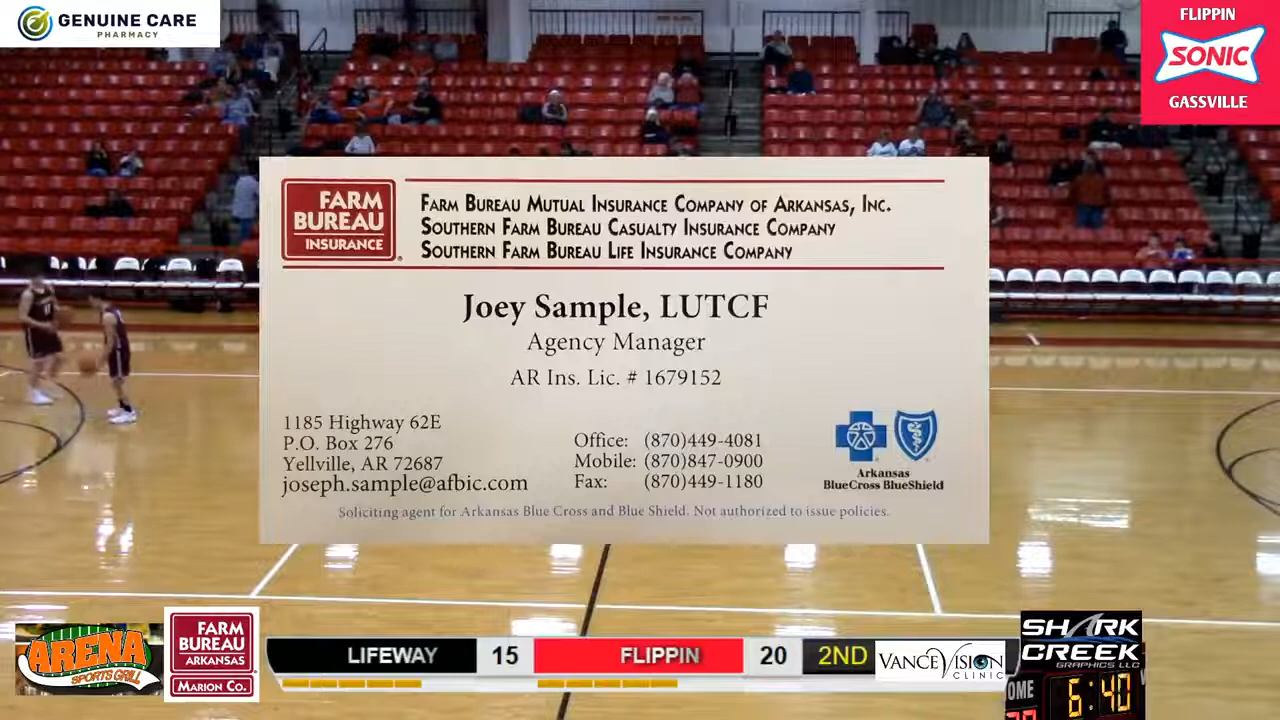 GENUINE CARE
PHARMACY
FLIPPIN
SONIC
GASSVILLE
FARM
BUREAU
INSURANCE
FARM BUREAU MUTUAL INSURANCE COMPANY OF ARKANSAS, INC.
SOUTHERN FARM BUREAU CASUALTY INSURANCE COMPANY
SOUTHERN FARM BUREAU LIFE INSURANCE COMPANY
Joey Sample, LUTCF
Agency Manager
AR Ins. Lic. # 1679152
1185 Highway 62E
P.O. Box 276
Yellville, AR 72687
joseph.sample@afbic.com
Office: (870)449-4081
Mobile: (870)847-0900
Fax: (870)449-1180
Arkansas
BlueCross BlueShield
Soliciting agent for Arkansas Blue Cross and Blue Shield. Not authorized to issue policies.
ARENA
SPORTS GRILL
FARM
BUREAU
ARKANSAS
MARION CO.
LIFEWAY 15 FLIPPIN 20 2ND
VANCE VISION
CLINIC
SHARK
CREEK
GRAPHICS LLC
6:40